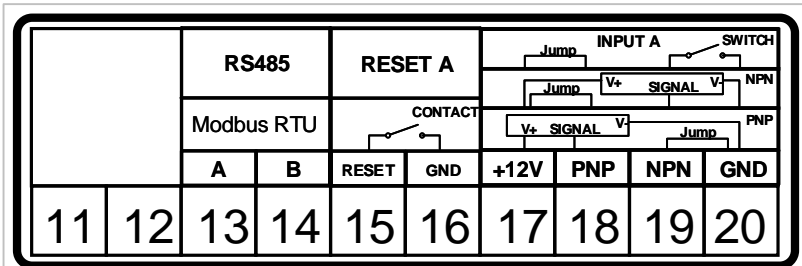 RS485 RESET A Jump INPUT A SWITCH
Jump V+ SIGNAL V- NPN
Modbus RTU CONTACT V+ SIGNAL V- Jump PNP
A B RESET GND +12V PNP NPN GND
11 12 13 14 15 16 17 18 19 20